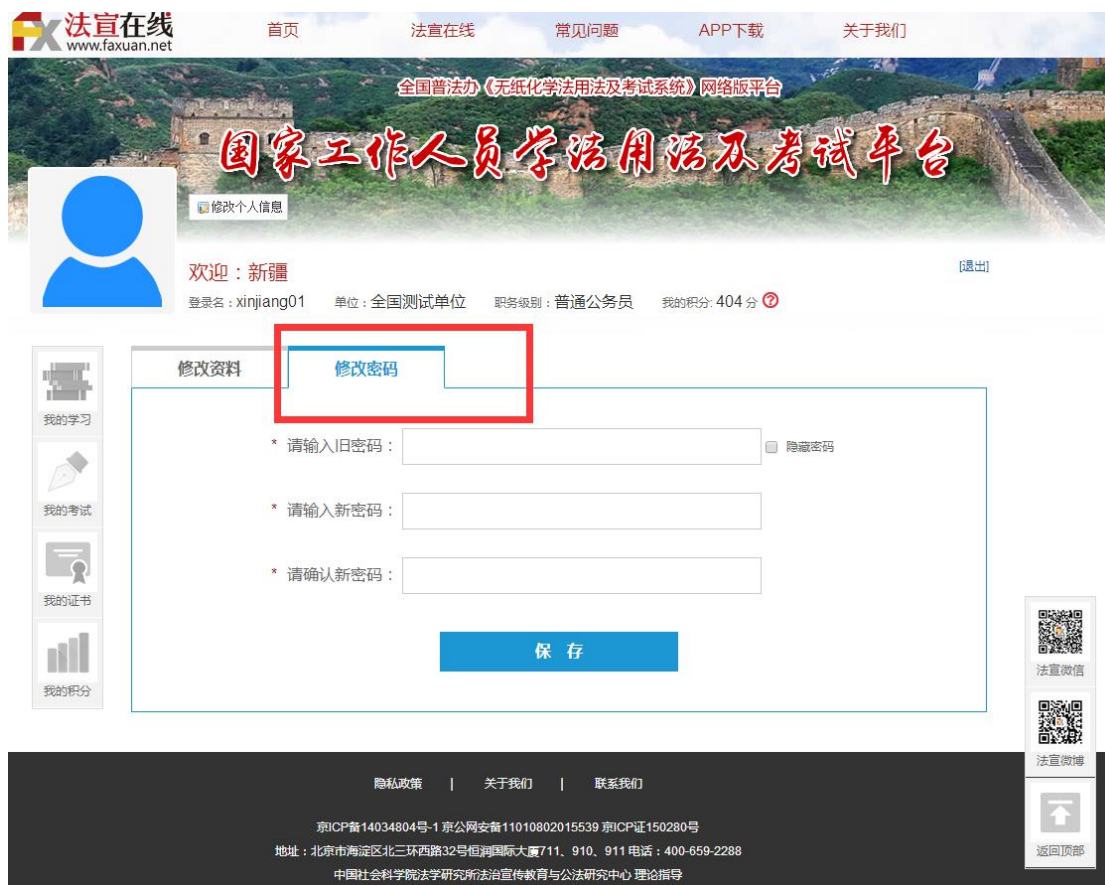 法宣在线
www.faxuan.net
首页 法宣在线 常见问题 APP下载 关于我们
全国普法办《无纸化学法用法及考试系统》网络版平台
国家工作人员学法用法及考试平台
修改个人信息
欢迎：新疆 [退出]
登录名：xinjiang01 单位：全国测试单位 职务级别：普通公务员 我的积分: 404 分 ?
修改资料 修改密码
我的学习
* 请输入旧密码： 隐藏密码
我的考试
* 请输入新密码：
* 请确认新密码：
我的证书
保 存
我的积分
法宣微信
法宣微博
返回顶部
隐私政策 | 关于我们 | 联系我们
京ICP备14034804号-1 京公网安备11010802015539 京ICP证150280号
地址：北京市海淀区北三环西路32号恒润国际大厦711、910、911 电话：400-659-2288
中国社会科学院法学研究所法治宣传教育与公法研究中心 理论指导